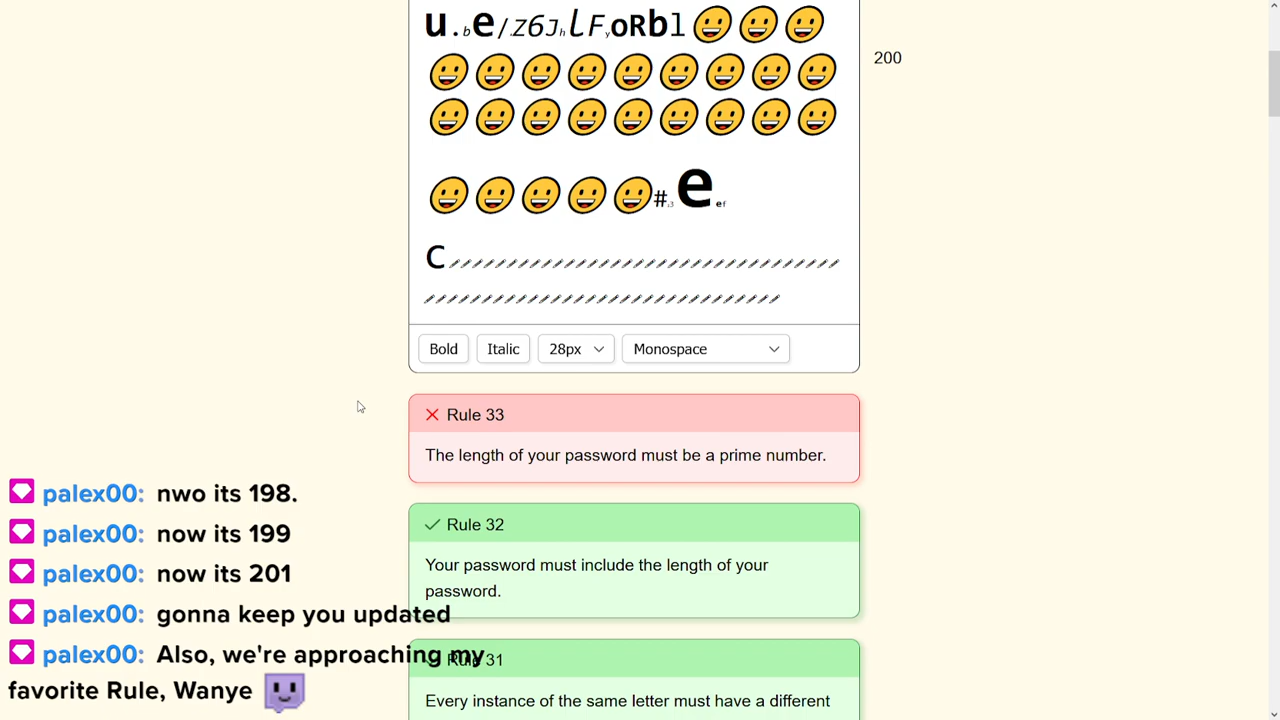 u.be/.Z6JhlFyoRbl😀😀😀
😀😀😀😀😀😀😀😀😀
😀😀😀😀😀😀😀😀😀
😀😀😀😀😀#.3eef
C
200
Bold Italic 28px Monospace
Rule 33
The length of your password must be a prime number.
Rule 32
Your password must include the length of your
password.
Rule 31
Every instance of the same letter must have a different
palex00: nwo its 198.
palex00: now its 199
palex00: now its 201
palex00: gonna keep you updated
palex00: Also, we're approaching my
favorite Rule, Wanye